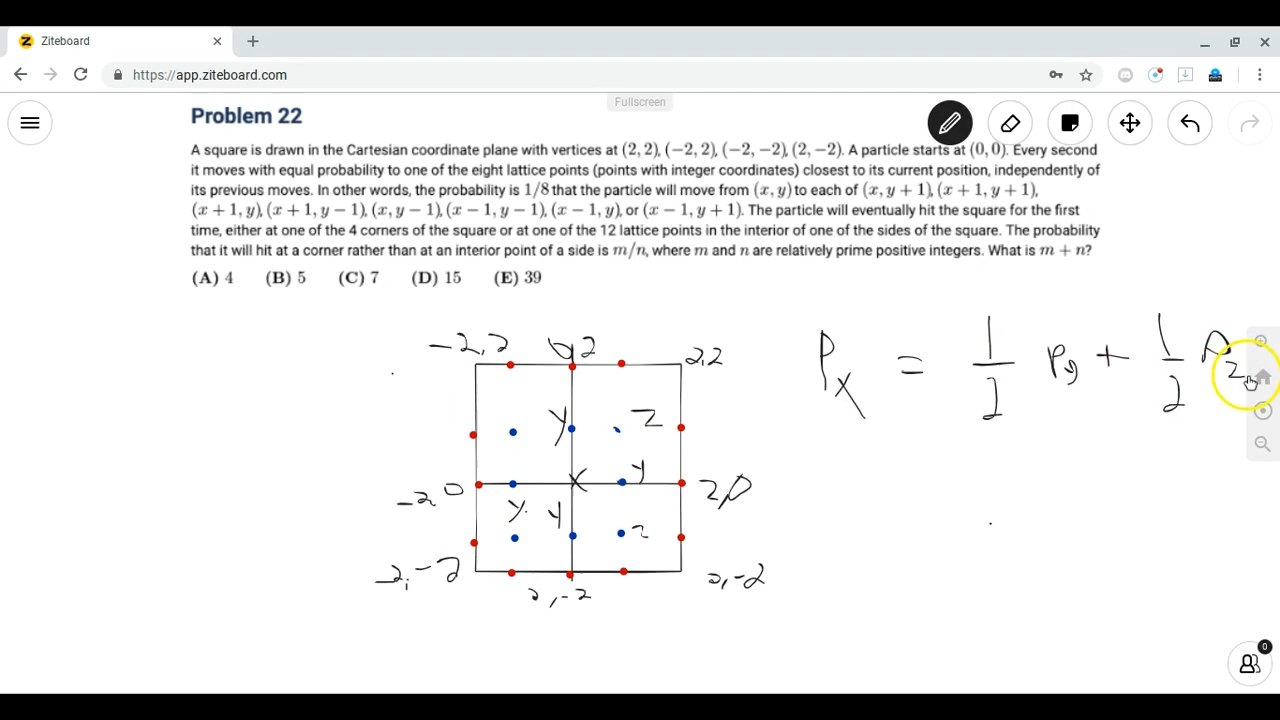 Ziteboard
https://app.ziteboard.com
Fullscreen
Problem 22
A square is drawn in the Cartesian coordinate plane with vertices at (2, 2), (−2, 2), (−2, −2), (2, −2). A particle starts at (0, 0). Every second
it moves with equal probability to one of the eight lattice points (points with integer coordinates) closest to its current position, independently of
its previous moves. In other words, the probability is 1/8 that the particle will move from (x, y) to each of (x, y + 1), (x + 1, y + 1),
(x + 1, y), (x + 1, y − 1), (x, y − 1), (x − 1, y − 1), (x − 1, y), or (x − 1, y + 1). The particle will eventually hit the square for the first
time, either at one of the 4 corners of the square or at one of the 12 lattice points in the interior of one of the sides of the square. The probability
that it will hit at a corner rather than at an interior point of a side is m/n, where m and n are relatively prime positive integers. What is m + n?
(A) 4 (B) 5 (C) 7 (D) 15 (E) 39
-2,2 0,2 2,2
Px = 1/2 Py + 1/2 Pz
y z
x y
-2 0 2,0
y y z
-2,-2 2,-2
0